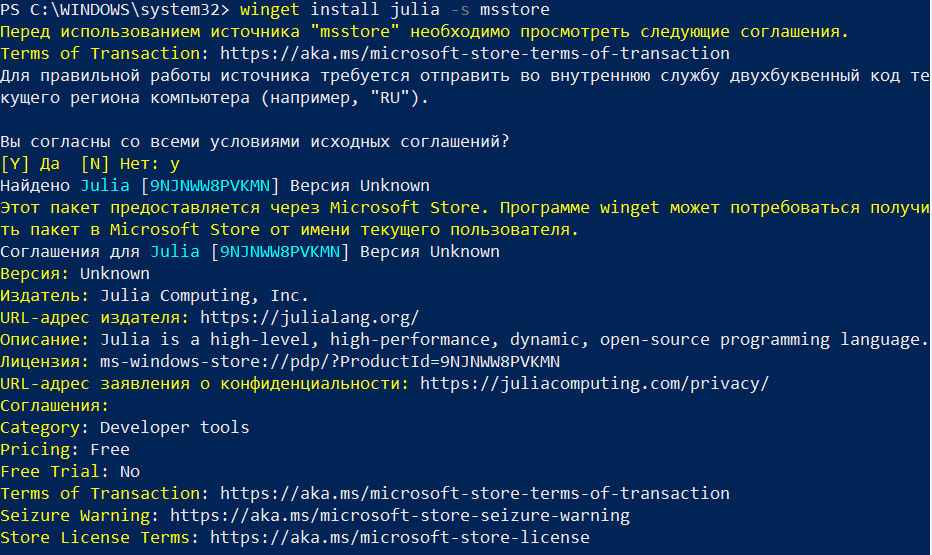 PS C:\WINDOWS\system32> winget install julia -s msstore
Перед использованием источника "msstore" необходимо просмотреть следующие соглашения.
Terms of Transaction: https://aka.ms/microsoft-store-terms-of-transaction
Для правильной работы источника требуется отправить во внутреннюю службу двухбуквенный код те
кущего региона компьютера (например, "RU").

Вы согласны со всеми условиями исходных соглашений?
[Y] Да  [N] Нет: y
Найдено Julia [9NJNWW8PVKMN] Версия Unknown
Этот пакет предоставляется через Microsoft Store. Программе winget может потребоваться получи
ть пакет в Microsoft Store от имени текущего пользователя.
Соглашения для Julia [9NJNWW8PVKMN] Версия Unknown
Версия: Unknown
Издатель: Julia Computing, Inc.
URL-адрес издателя: https://julialang.org/
Описание: Julia is a high-level, high-performance, dynamic, open-source programming language.
Лицензия: ms-windows-store://pdp/?ProductId=9NJNWW8PVKMN
URL-адрес заявления о конфиденциальности: https://juliacomputing.com/privacy/
Соглашения:
Category: Developer tools
Pricing: Free
Free Trial: No
Terms of Transaction: https://aka.ms/microsoft-store-terms-of-transaction
Seizure Warning: https://aka.ms/microsoft-store-seizure-warning
Store License Terms: https://aka.ms/microsoft-store-license